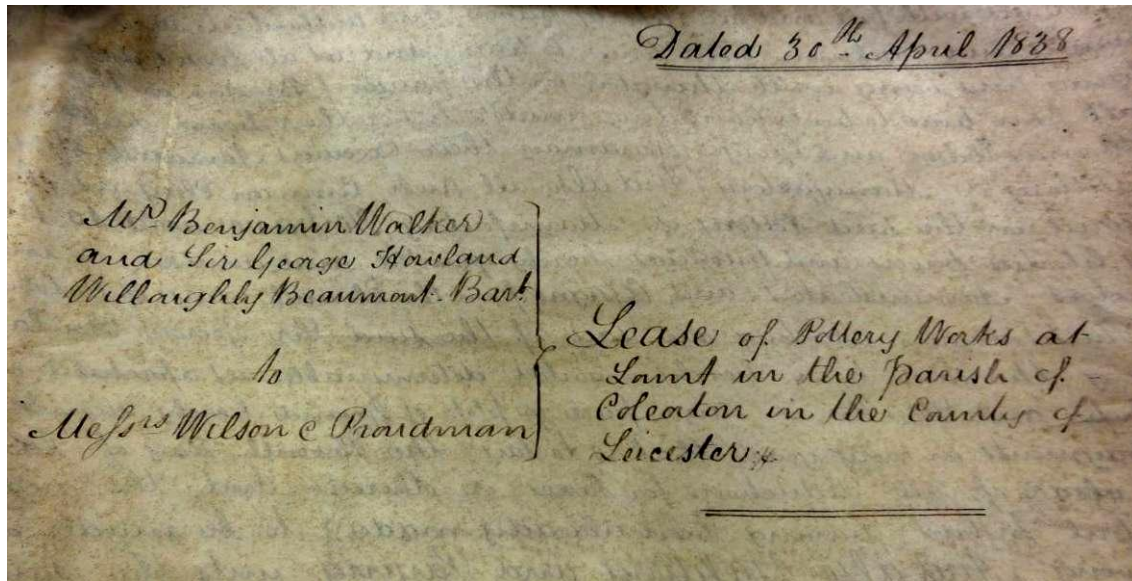 Dated 30th April 1838
Mr. Benjamin Walker
and Sir George Howland
Willoughby Beaumont Bart.
to
Messrs Wilson & Proudman
Lease of Pottery Works at
Lount in the Parish of
Coleorton in the County of
Leicester